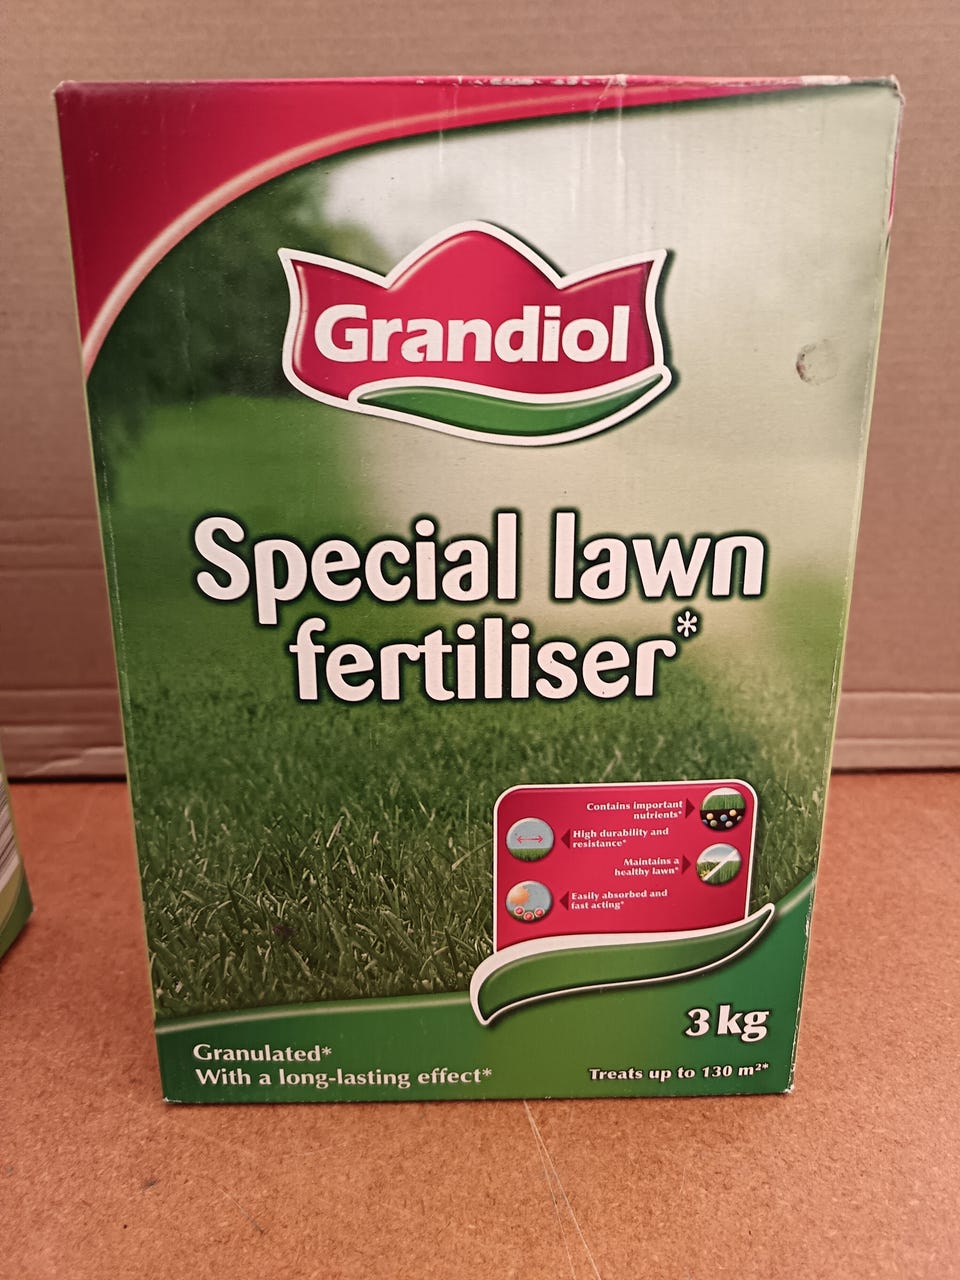 Grandiol
Special lawn
fertiliser*
Contains important
nutrients*
High durability and
resistance*
Maintains a
healthy lawn*
Easily absorbed and
fast acting*
3 kg
Granulated*
With a long-lasting effect*
Treats up to 130 m²*